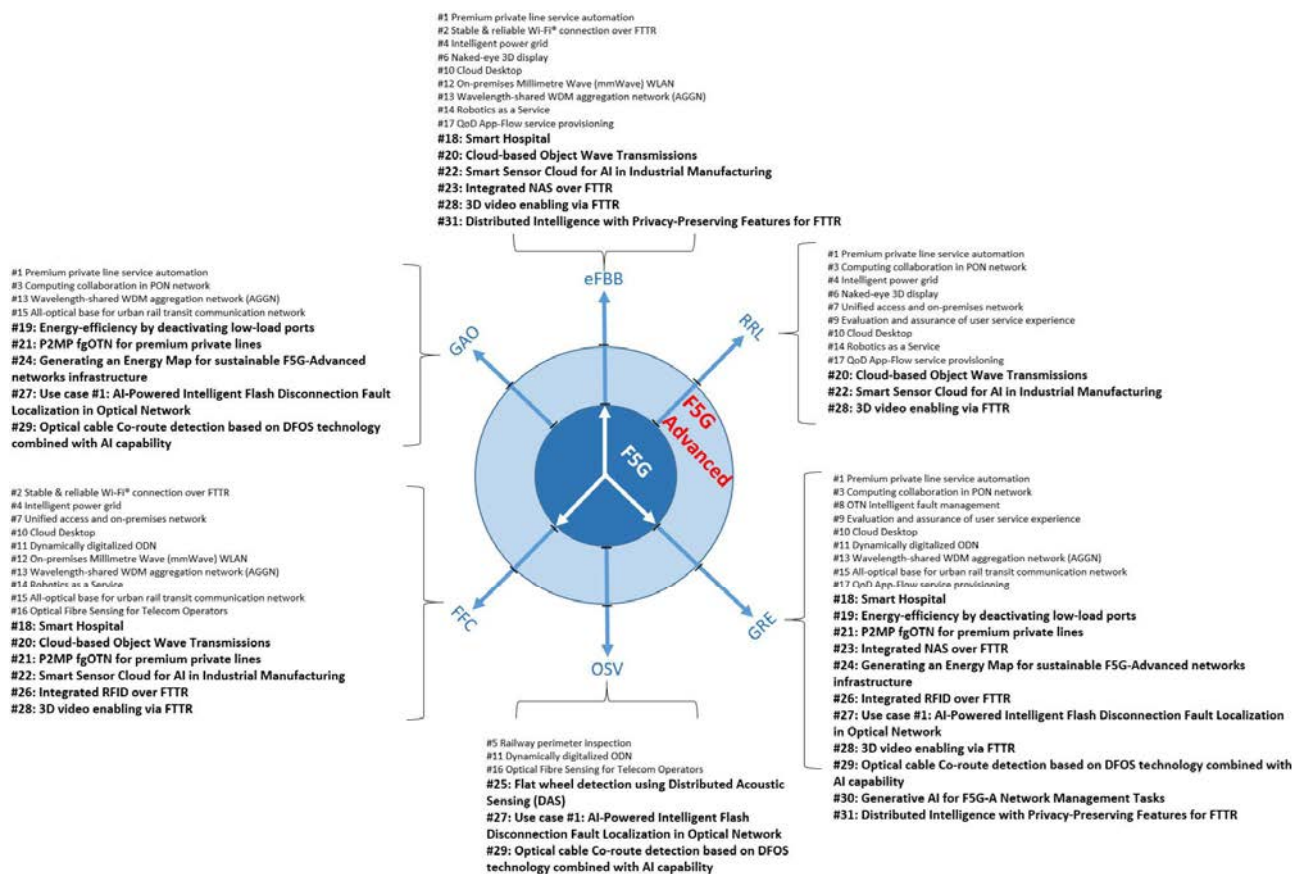 #1 Premium private line service automation
#2 Stable & reliable Wi-Fi® connection over FTTR
#4 Intelligent power grid
#6 Naked-eye 3D display
#10 Cloud Desktop
#12 On-premises Millimetre Wave (mmWave) WLAN
#13 Wavelength-shared WDM aggregation network (AGGN)
#14 Robotics as a Service
#17 QoD App-Flow service provisioning
#18: Smart Hospital
#20: Cloud-based Object Wave Transmissions
#22: Smart Sensor Cloud for AI in Industrial Manufacturing
#23: Integrated NAS over FTTR
#28: 3D video enabling via FTTR
#31: Distributed Intelligence with Privacy-Preserving Features for FTTR
#1 Premium private line service automation
#3 Computing collaboration in PON network
#13 Wavelength-shared WDM aggregation network (AGGN)
#15 All-optical base for urban rail transit communication network
#19: Energy-efficiency by deactivating low-load ports
#21: P2MP fgOTN for premium private lines
#24: Generating an Energy Map for sustainable F5G-Advanced
networks infrastructure
#27: Use case #1: AI-Powered Intelligent Flash Disconnection Fault
Localization in Optical Network
#29: Optical cable Co-route detection based on DFOS technology
combined with AI capability
eFBB
RRL
GAO
F5G
F5G
Advanced
FFC
OSV
GRE
#1 Premium private line service automation
#3 Computing collaboration in PON network
#4 Intelligent power grid
#6 Naked-eye 3D display
#7 Unified access and on-premises network
#9 Evaluation and assurance of user service experience
#10 Cloud Desktop
#14 Robotics as a Service
#17 QoD App-Flow service provisioning
#20: Cloud-based Object Wave Transmissions
#22: Smart Sensor Cloud for AI in Industrial Manufacturing
#28: 3D video enabling via FTTR
#2 Stable & reliable Wi-Fi® connection over FTTR
#4 Intelligent power grid
#7 Unified access and on-premises network
#10 Cloud Desktop
#11 Dynamically digitalized ODN
#12 On-premises Millimetre Wave (mmWave) WLAN
#13 Wavelength-shared WDM aggregation network (AGGN)
#14 Robotics as a Service
#15 All-optical base for urban rail transit communication network
#16 Optical Fibre Sensing for Telecom Operators
#18: Smart Hospital
#20: Cloud-based Object Wave Transmissions
#21: P2MP fgOTN for premium private lines
#22: Smart Sensor Cloud for AI in Industrial Manufacturing
#26: Integrated RFID over FTTR
#28: 3D video enabling via FTTR
#1 Premium private line service automation
#3 Computing collaboration in PON network
#8 OTN intelligent fault management
#9 Evaluation and assurance of user service experience
#10 Cloud Desktop
#11 Dynamically digitalized ODN
#13 Wavelength-shared WDM aggregation network (AGGN)
#15 All-optical base for urban rail transit communication network
#17 QoD App-Flow service provisioning
#18: Smart Hospital
#19: Energy-efficiency by deactivating low-load ports
#21: P2MP fgOTN for premium private lines
#23: Integrated NAS over FTTR
#24: Generating an Energy Map for sustainable F5G-Advanced networks
infrastructure
#26: Integrated RFID over FTTR
#27: Use case #1: AI-Powered Intelligent Flash Disconnection Fault Localization
in Optical Network
#28: 3D video enabling via FTTR
#29: Optical cable Co-route detection based on DFOS technology combined with
AI capability
#30: Generative AI for F5G-A Network Management Tasks
#31: Distributed Intelligence with Privacy-Preserving Features for FTTR
#5 Railway perimeter inspection
#11 Dynamically digitalized ODN
#16 Optical Fibre Sensing for Telecom Operators
#25: Flat wheel detection using Distributed Acoustic
Sensing (DAS)
#27: Use case #1: AI-Powered Intelligent Flash
Disconnection Fault Localization in Optical Network
#29: Optical cable Co-route detection based on DFOS
technology combined with AI capability